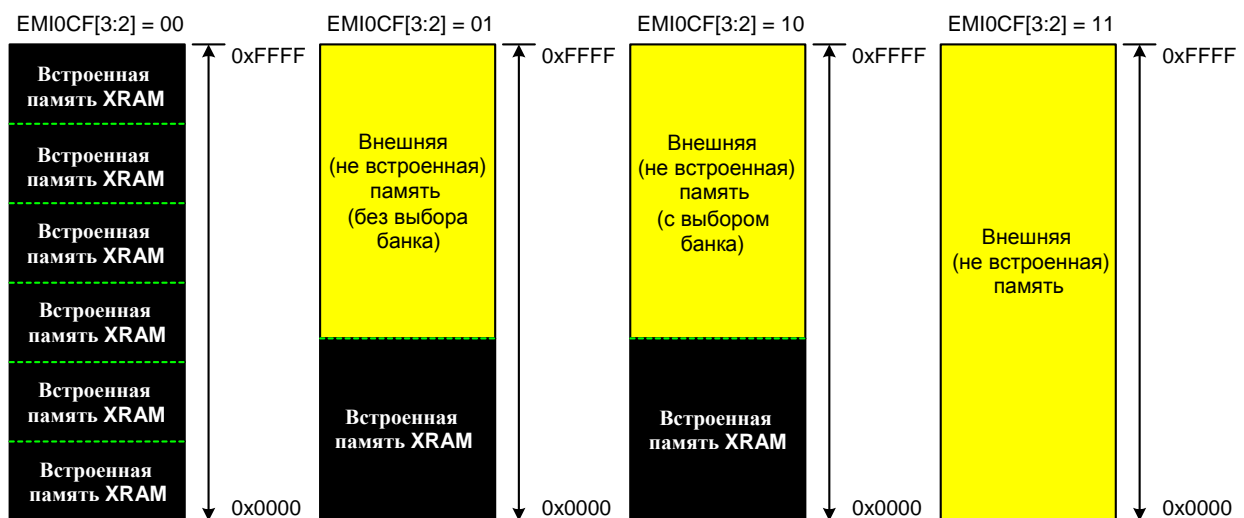 EMI0CF[3:2] = 00
0xFFFF
Встроенная
память XRAM
Встроенная
память XRAM
Встроенная
память XRAM
Встроенная
память XRAM
Встроенная
память XRAM
Встроенная
память XRAM
0x0000
EMI0CF[3:2] = 01
0xFFFF
Внешняя
(не встроенная)
память
(без выбора
банка)
Встроенная
память XRAM
0x0000
EMI0CF[3:2] = 10
0xFFFF
Внешняя
(не встроенная)
память
(с выбором
банка)
Встроенная
память XRAM
0x0000
EMI0CF[3:2] = 11
0xFFFF
Внешняя
(не встроенная)
память
0x0000